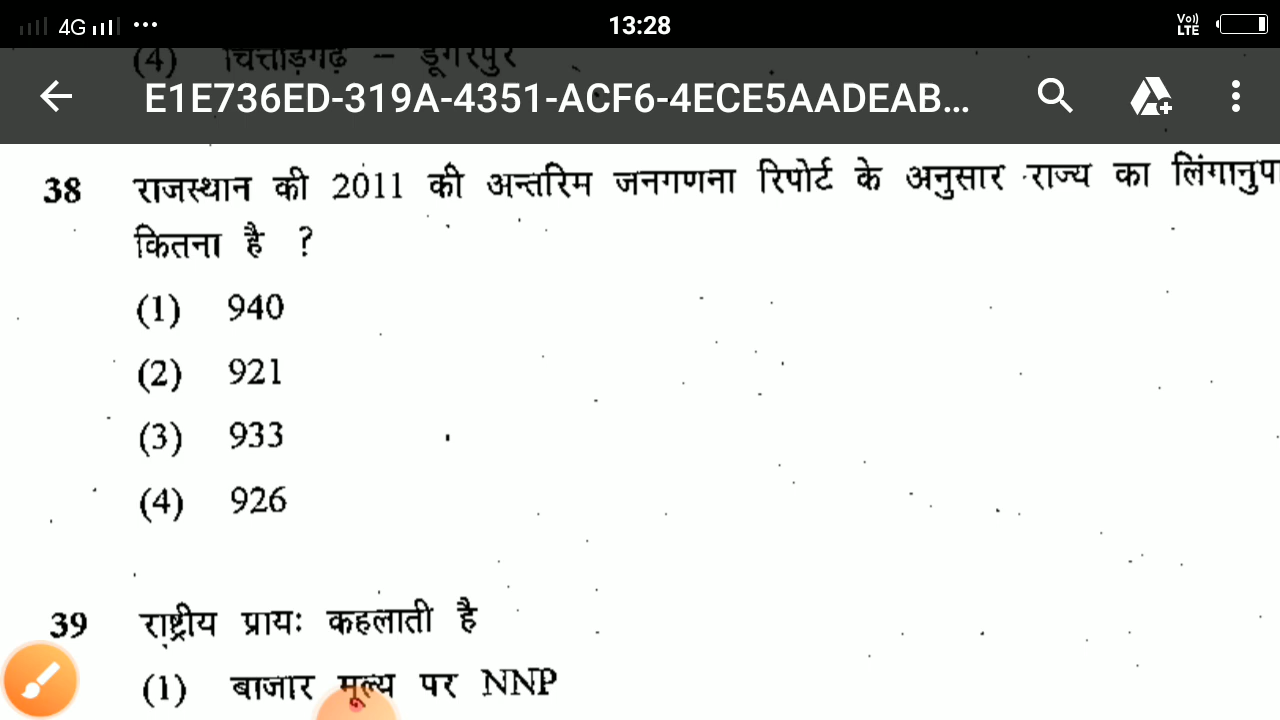 4G ...
13:28
Vo)) LTE
(4) चित्तौड़गढ़ – डूंगरपुर
E1E736ED-319A-4351-ACF6-4ECE5AADEAB...
38 राजस्थान की 2011 की अन्तरिम जनगणना रिपोर्ट के अनुसार राज्य का लिंगानुपा
कितना है ?
(1) 940
(2) 921
(3) 933
(4) 926
39 राष्ट्रीय प्रायः कहलाती है
(1) बाजार मूल्य पर NNP